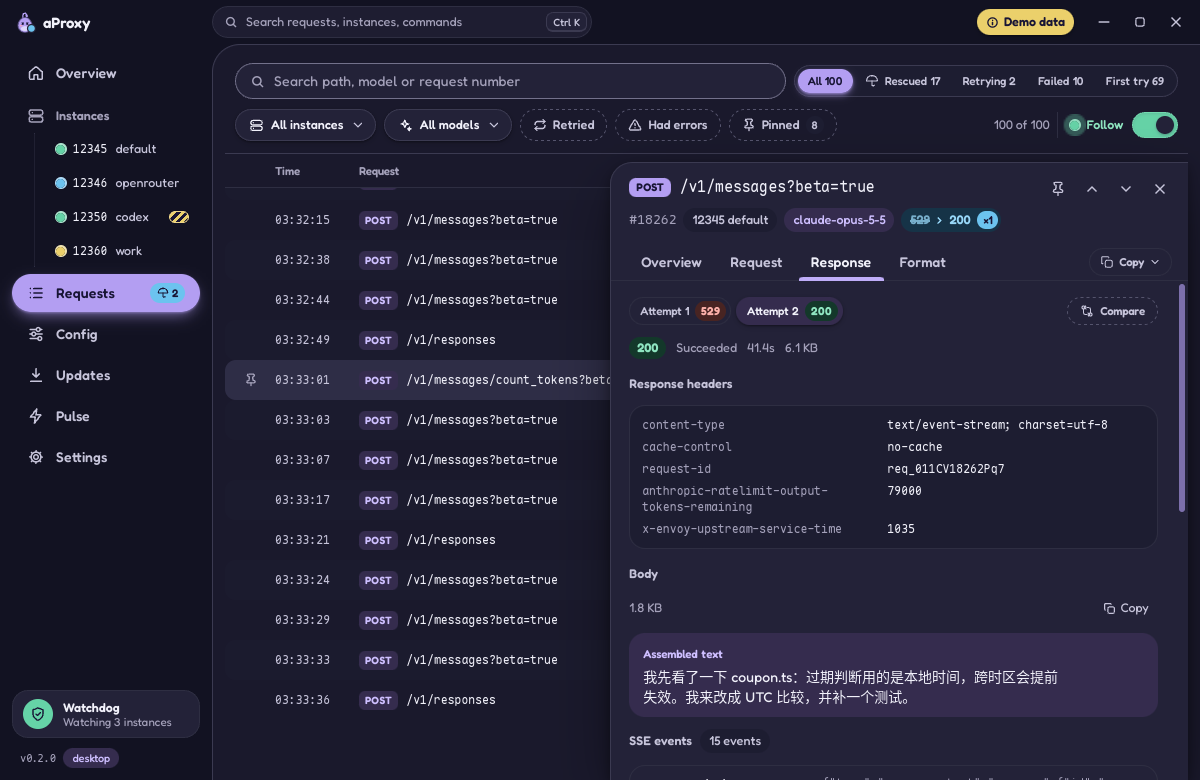 aProxy
Search requests, instances, commands
Ctrl K
Demo data
Overview
Instances
12345 default
12346 openrouter
12350 codex
12360 work
Requests 2
Config
Updates
Pulse
Settings
Watchdog
Watching 3 instances
v0.2.0 desktop
Search path, model or request number
All 100 Rescued 17 Retrying 2 Failed 10 First try 69
All instances All models Retried Had errors Pinned 8
100 of 100 Follow
Time Request
03:32:15 POST /v1/messages?beta=true
03:32:38 POST /v1/messages?beta=true
03:32:44 POST /v1/messages?beta=true
03:32:49 POST /v1/responses
03:33:01 POST /v1/messages/count_tokens?beta
03:33:03 POST /v1/messages?beta=true
03:33:07 POST /v1/messages?beta=true
03:33:17 POST /v1/messages?beta=true
03:33:21 POST /v1/responses
03:33:24 POST /v1/messages?beta=true
03:33:29 POST /v1/messages?beta=true
03:33:33 POST /v1/messages?beta=true
03:33:36 POST /v1/responses
POST /v1/messages?beta=true
#18262 12345 default claude-opus-5-5 529 > 200 x1
Overview Request Response Format
Copy
Attempt 1 529 Attempt 2 200
Compare
200 Succeeded 41.4s 6.1 KB
Response headers
content-type text/event-stream; charset=utf-8
cache-control no-cache
request-id req_011CV18262Pq7
anthropic-ratelimit-output- 79000
tokens-remaining
x-envoy-upstream-service-time 1035
Body
1.8 KB Copy
Assembled text
我先看了一下 coupon.ts：过期判断用的是本地时间，跨时区会提前
失效。我来改成 UTC 比较，并补一个测试。
SSE events 15 events